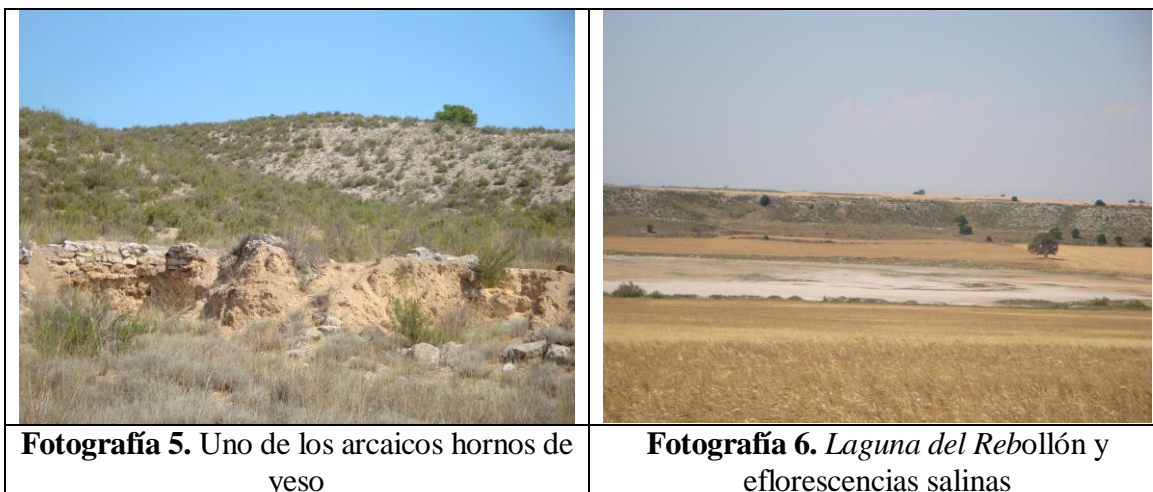 Fotografía 5. Uno de los arcaicos hornos de
yeso
Fotografía 6. Laguna del Rebollón y
eflorescencias salinas